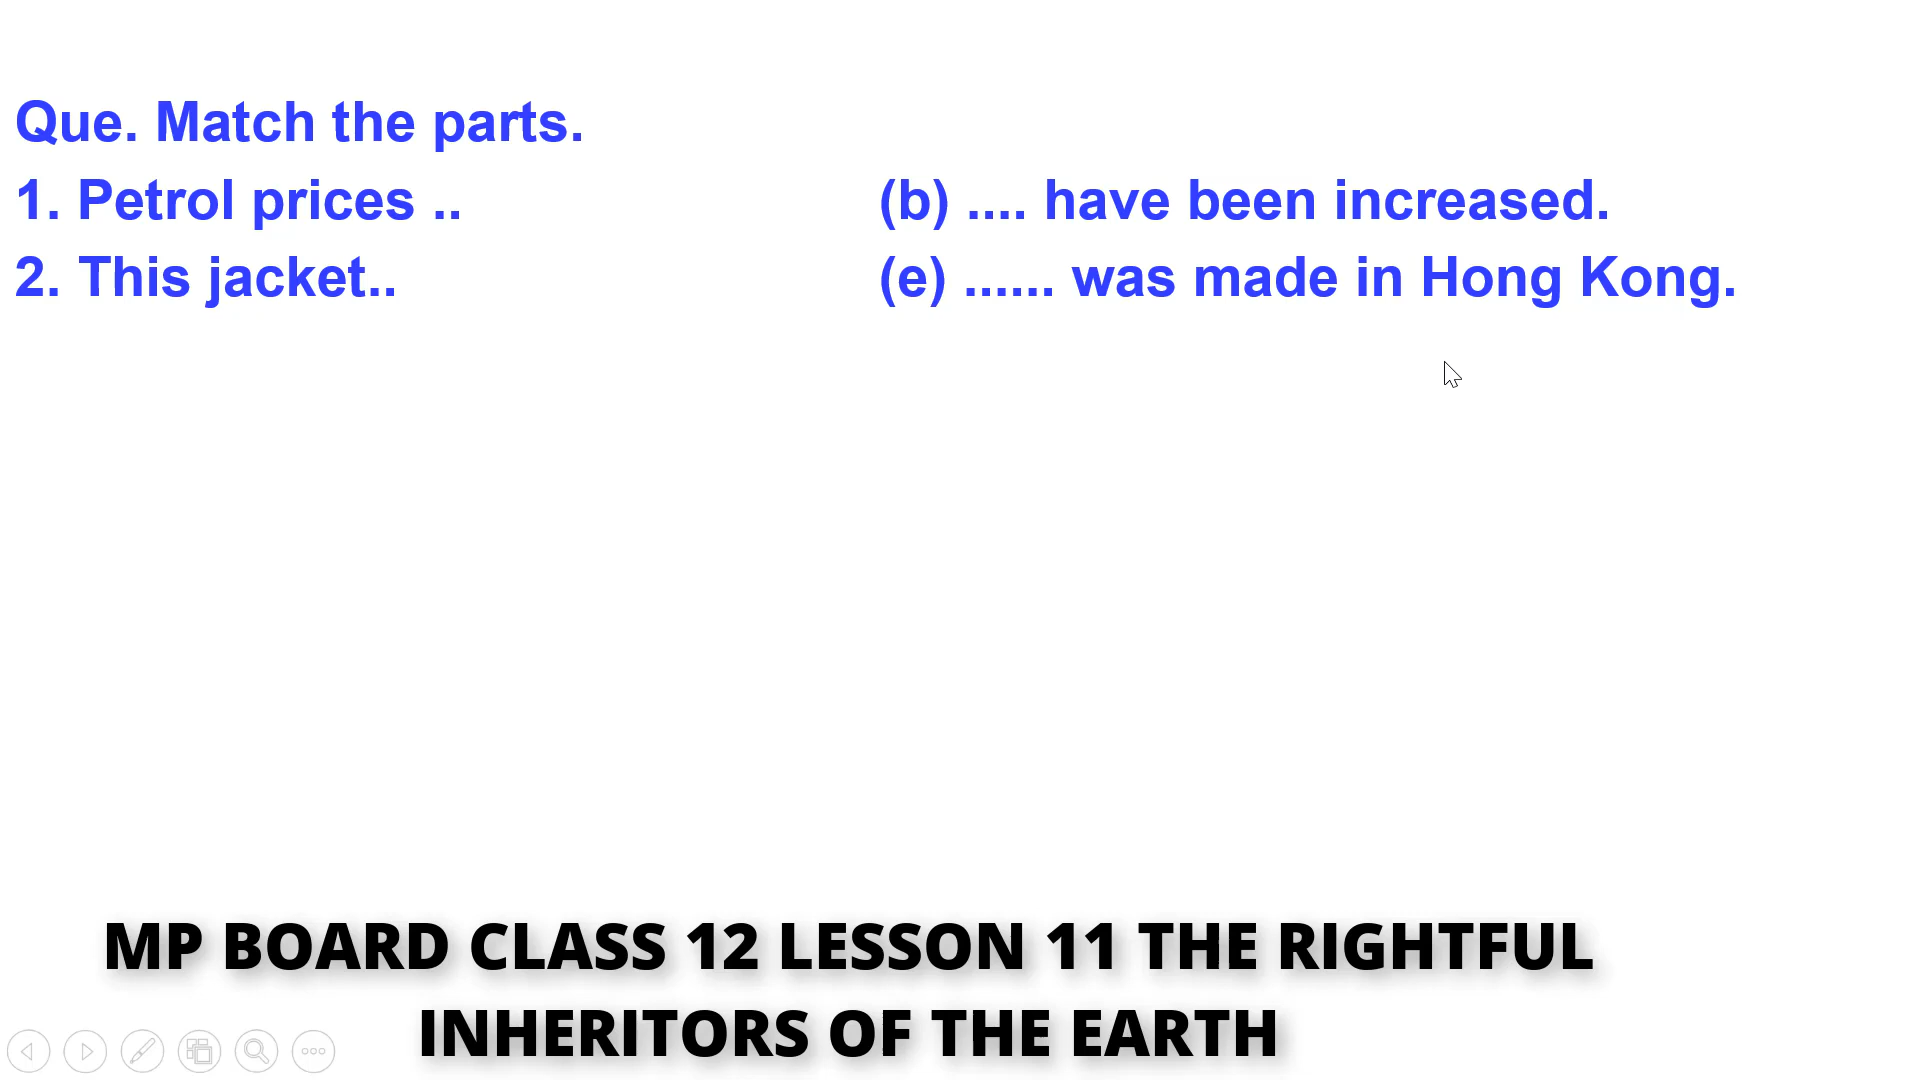 Que. Match the parts.
1. Petrol prices .. (b) .... have been increased.
2. This jacket.. (e) ...... was made in Hong Kong.
MP BOARD CLASS 12 LESSON 11 THE RIGHTFUL
INHERITORS OF THE EARTH